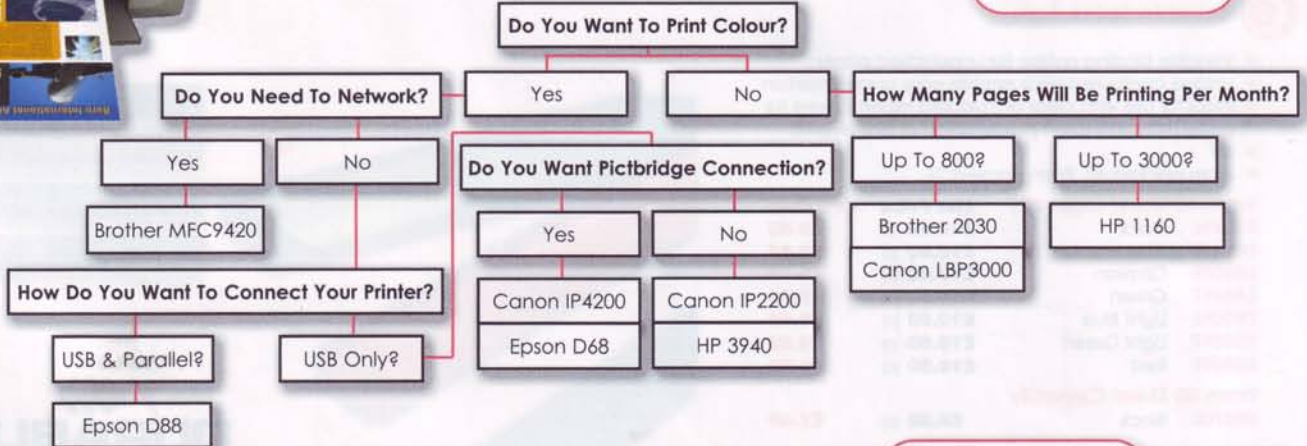 Do You Want To Print Colour?
Yes
No
Do You Need To Network?
How Many Pages Will Be Printing Per Month?
Yes
No
Do You Want Pictbridge Connection?
Up To 800?
Up To 3000?
Brother MFC9420
Yes
No
Brother 2030
Canon LBP3000
HP 1160
How Do You Want To Connect Your Printer?
Canon IP4200
Epson D68
Canon IP2200
HP 3940
USB & Parallel?
USB Only?
Epson D88